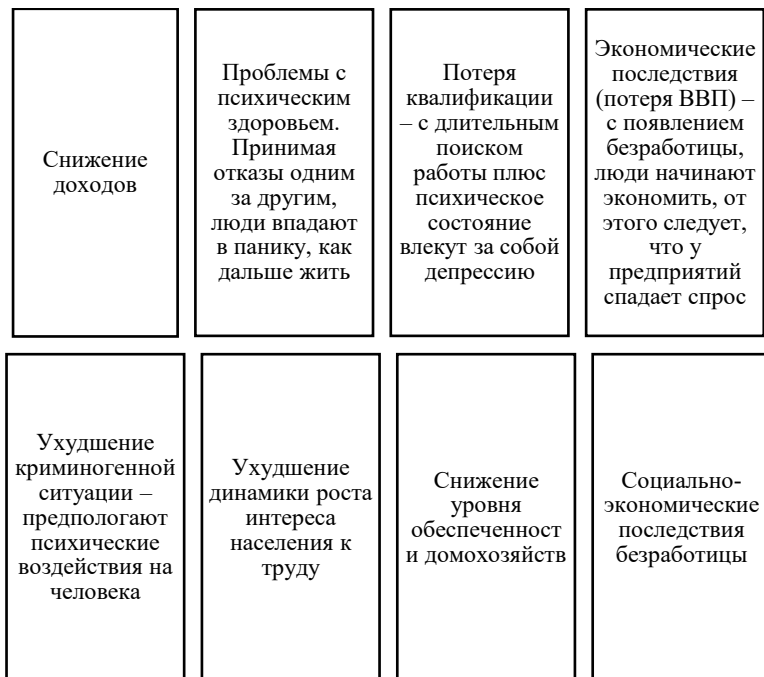 Снижение
доходов
Проблемы с
психическим
здоровьем.
Принимая
отказы одним
за другим,
люди впадают
в панику, как
дальше жить
Потеря
квалификации
– с длительным
поиском
работы плюс
психическое
состояние
влекут за собой
депрессию
Экономические
последствия
(потеря ВВП) –
с появлением
безработицы,
люди начинают
экономить, от
этого следует,
что у
предприятий
спадает спрос
Ухудшение
криминогенной
ситуации –
предпологают
психические
воздействия на
человека
Ухудшение
динамики роста
интереса
населения к
труду
Снижение
уровня
обеспеченност
и домохозяйств
Социально-
экономические
последствия
безработицы